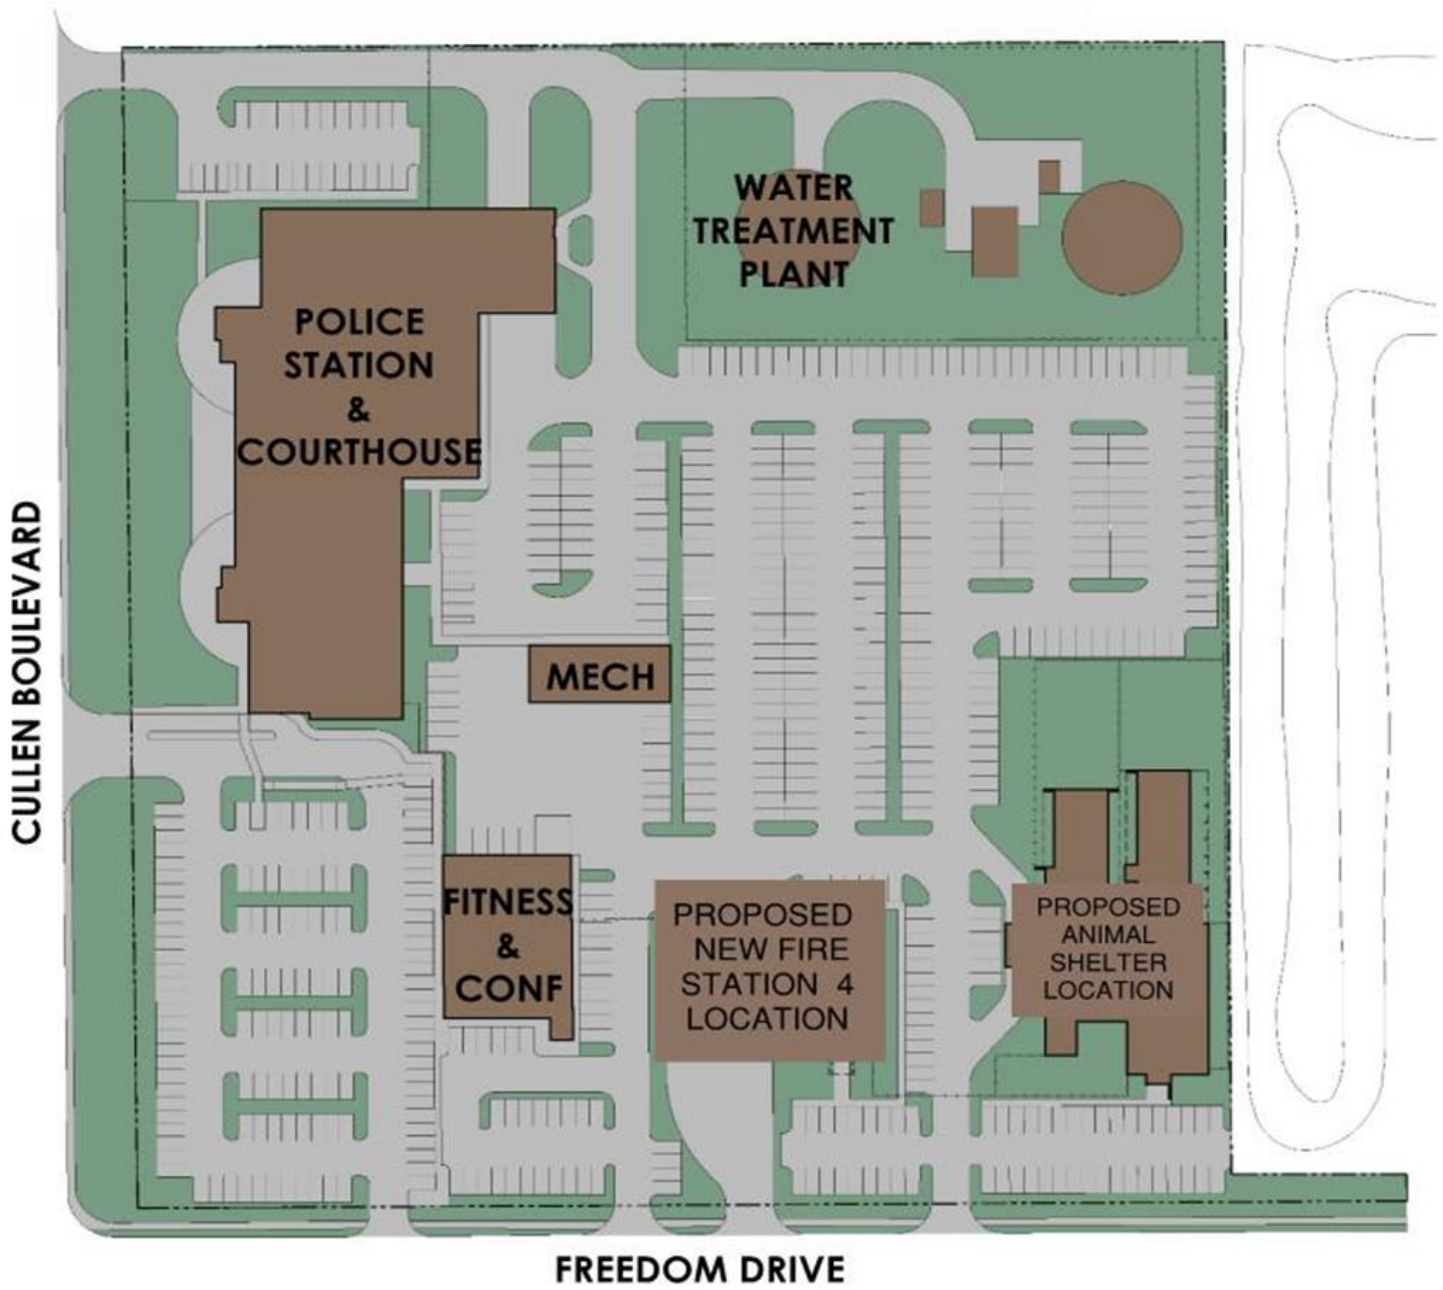 WATER
TREATMENT
PLANT
POLICE
STATION
&
COURTHOUSE
CULLEN BOULEVARD
MECH
FITNESS
&
CONF
PROPOSED
NEW FIRE
STATION 4
LOCATION
PROPOSED
ANIMAL
SHELTER
LOCATION
FREEDOM DRIVE